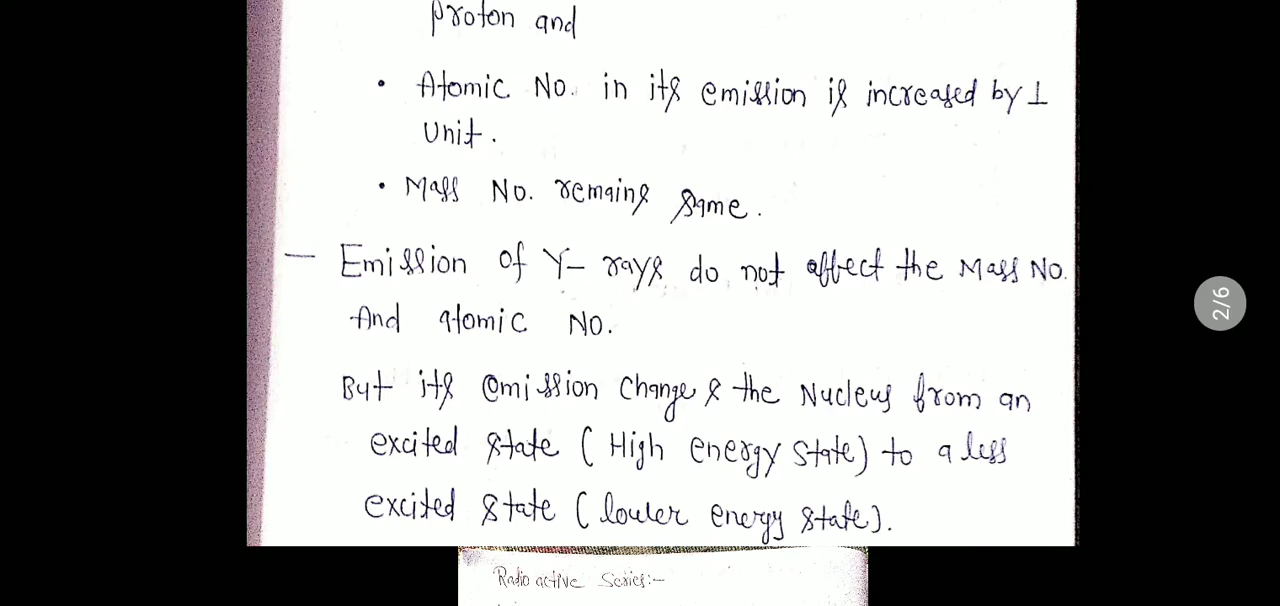 proton and
• Atomic No. in its emission is increased by 1
Unit.
• Mass No. remains same.
— Emission of γ- rays do not affect the Mass No.
And atomic No.
But its emission changes the Nucleus from an
excited state (High energy state) to a less
excited state (lower energy state).
2/6
Radio active Series:-